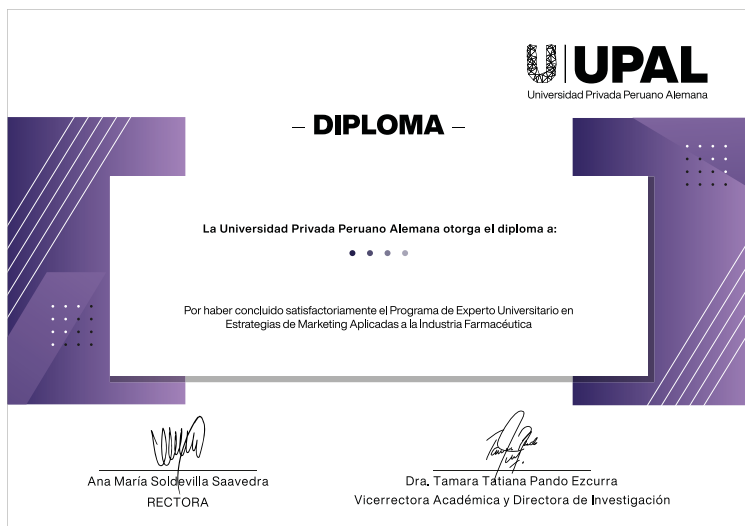 UPAL
Universidad Privada Peruano Alemana
– DIPLOMA –
La Universidad Privada Peruano Alemana otorga el diploma a:
Por haber concluido satisfactoriamente el Programa de Experto Universitario en
Estrategias de Marketing Aplicadas a la Industria Farmacéutica
Ana María Soldevilla Saavedra
RECTORA
Dra. Tamara Tatiana Pando Ezcurra
Vicerrectora Académica y Directora de Investigación